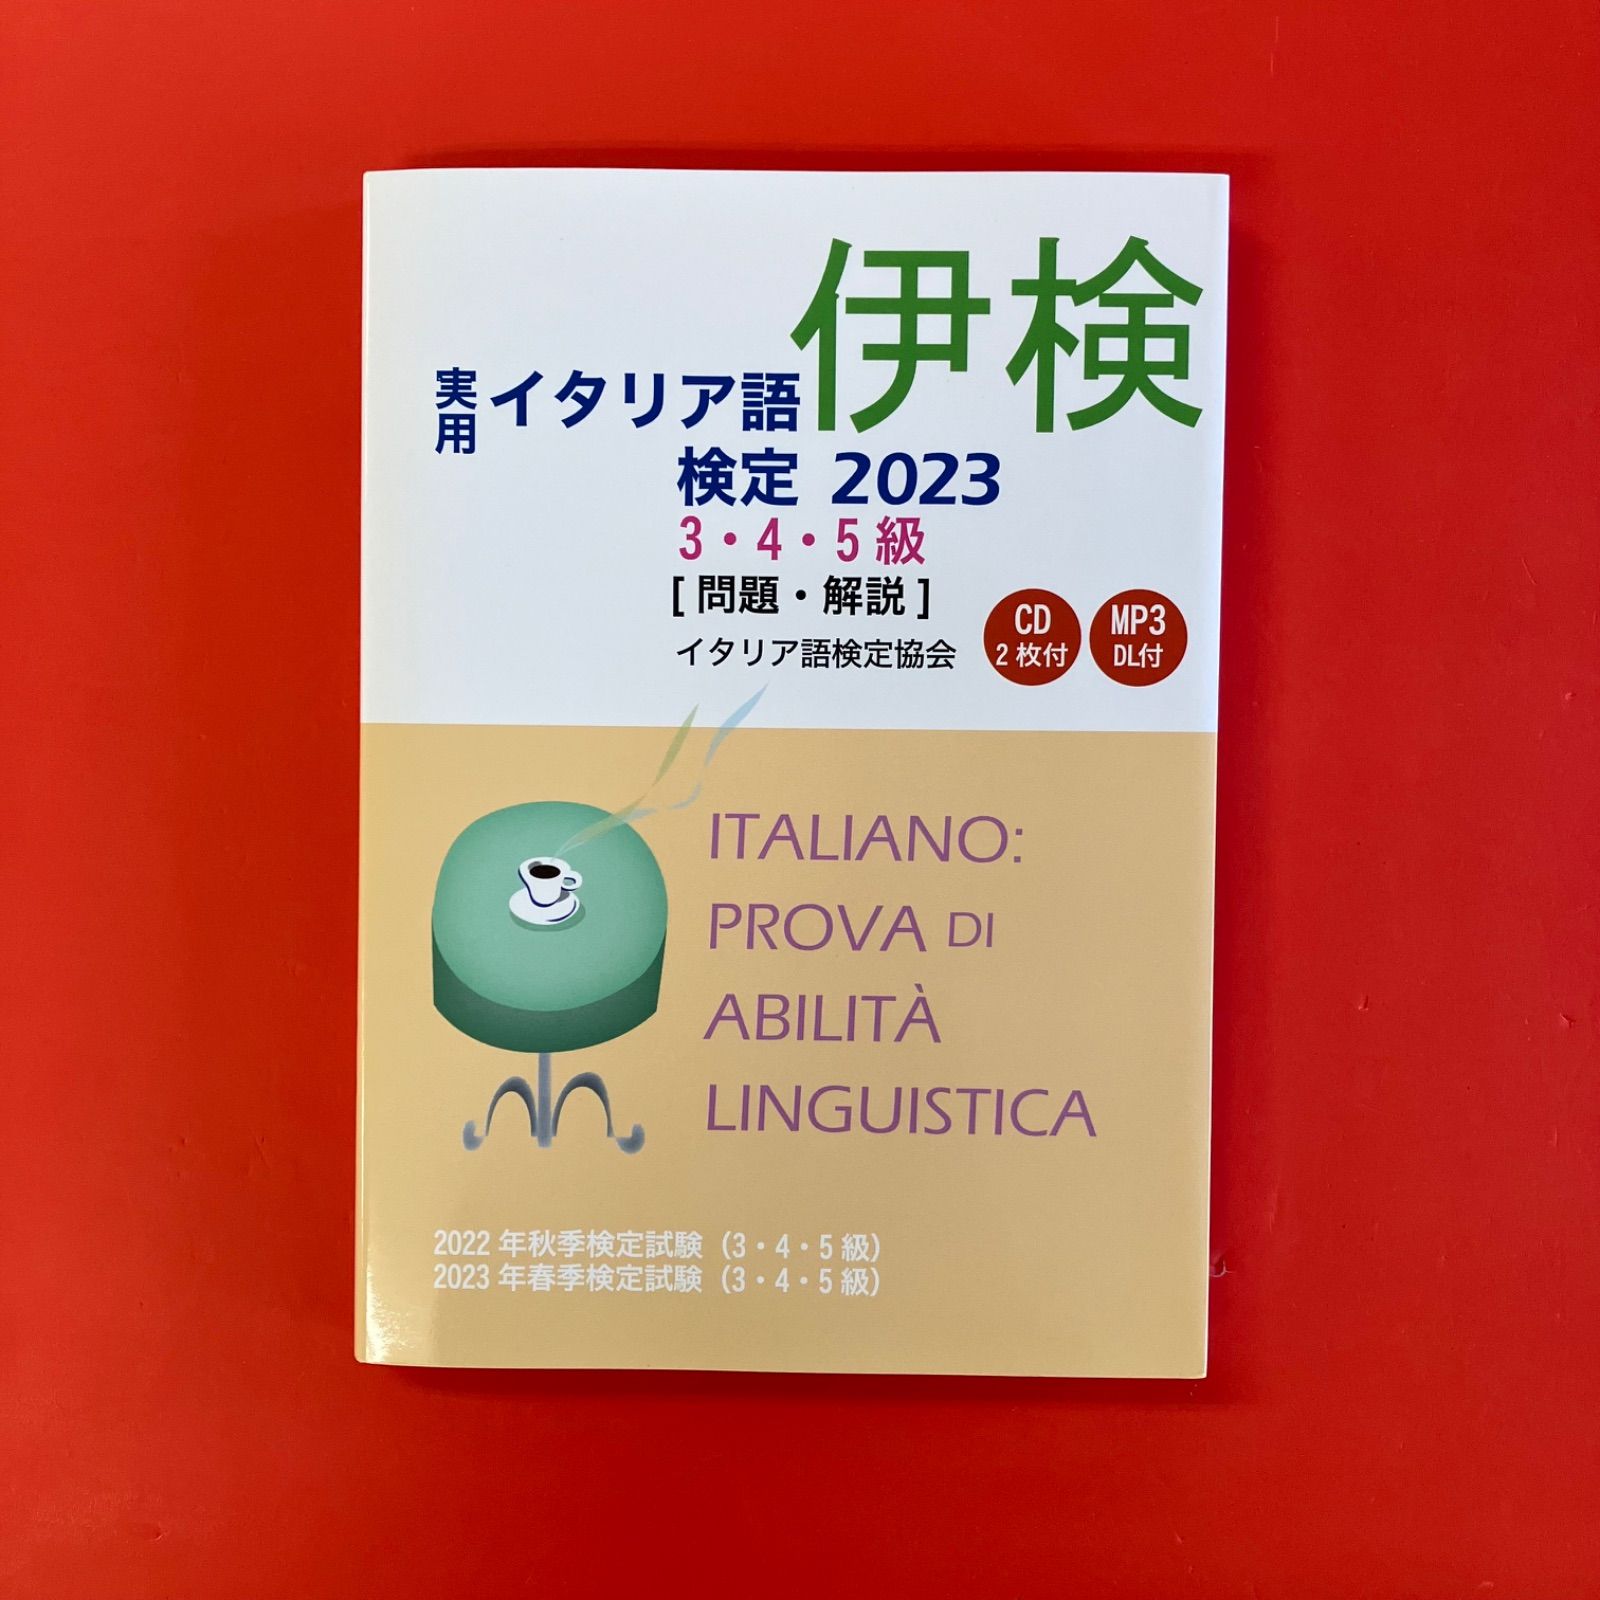 伊検
実用イタリア語
検定 2023
3・4・5級
[問題・解説]
イタリア語検定協会
CD
2枚付
MP3
DL付
ITALIANO:
PROVA DI
ABILITÀ
LINGUISTICA
2022年秋季検定試験（3・4・5級）
2023年春季検定試験（3・4・5級）